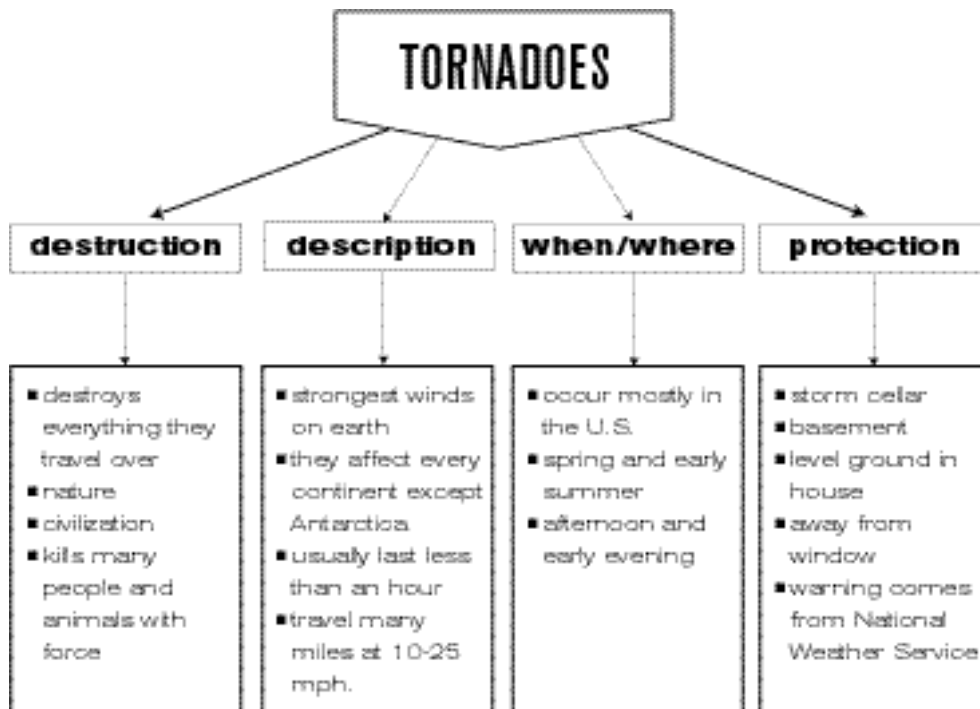 TORNADOES
destruction
description
when/where
protection
■ destroys
everything they
travel over
■ nature
■ civilization
■ kills many
people and
animals with
force
■ strongest winds
on earth
■ they affect every
continent except
Antarctica.
■ usually last less
than an hour
■ travel many
miles at 10-25
mph.
■ occur mostly in
the U.S.
■ spring and early
summer
■ afternoon and
early evening
■ storm cellar
■ basement
■ level ground in
house
■ away from
window
■ warning comes
from National
Weather Service